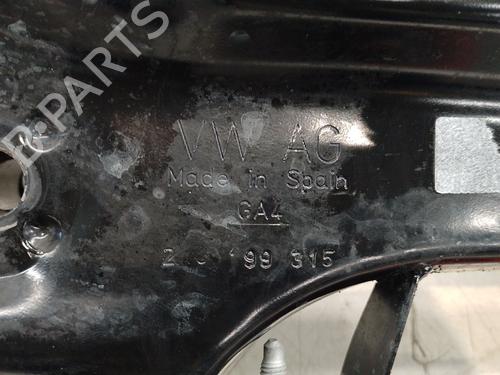 VW AG
Made in Spain
GA4
199 315
B-PARTS